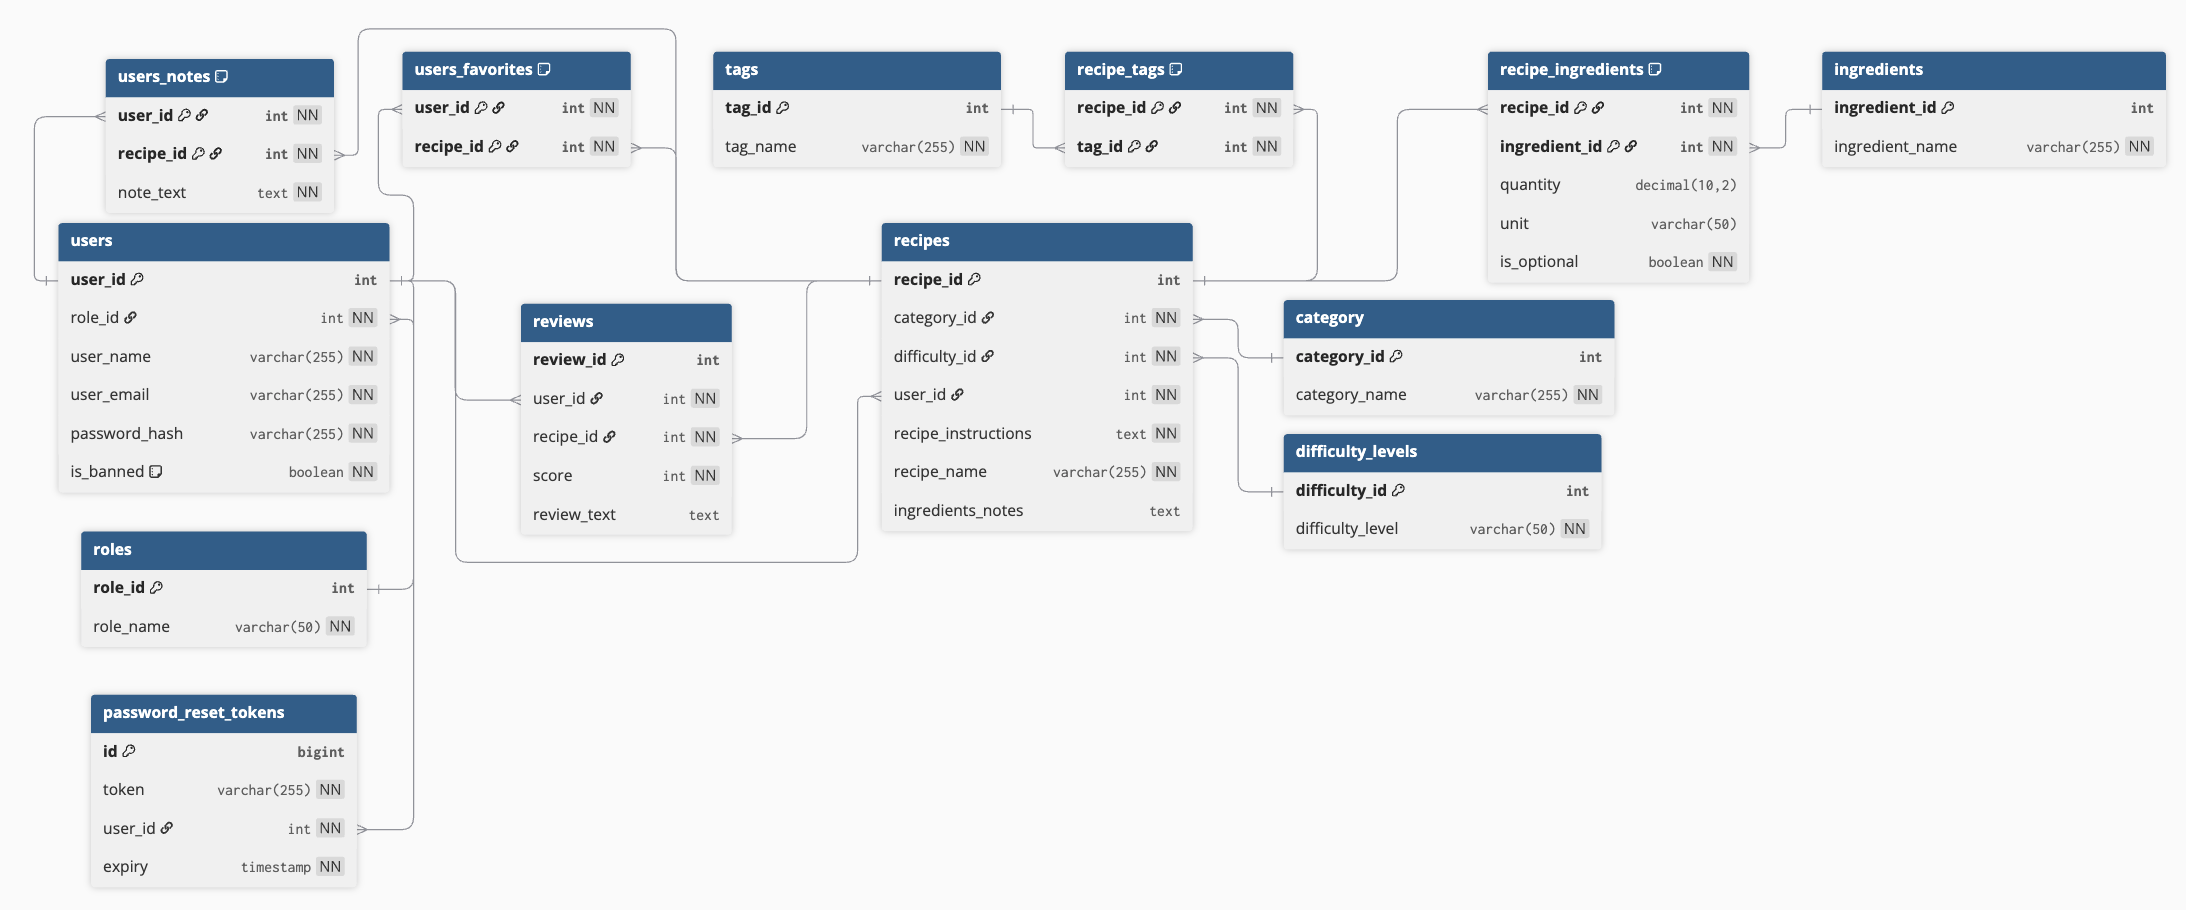 users_notes
user_id int NN
recipe_id int NN
note_text text NN
users_favorites
user_id int NN
recipe_id int NN
tags
tag_id int
tag_name varchar(255) NN
recipe_tags
recipe_id int NN
tag_id int NN
recipe_ingredients
recipe_id int NN
ingredient_id int NN
quantity decimal(10,2)
unit varchar(50)
is_optional boolean NN
ingredients
ingredient_id int
ingredient_name varchar(255) NN
users
user_id int
role_id int NN
user_name varchar(255) NN
user_email varchar(255) NN
password_hash varchar(255) NN
is_banned boolean NN
reviews
review_id int
user_id int NN
recipe_id int NN
score int NN
review_text text
recipes
recipe_id int
category_id int NN
difficulty_id int NN
user_id int NN
recipe_instructions text NN
recipe_name varchar(255) NN
ingredients_notes text
category
category_id int
category_name varchar(255) NN
difficulty_levels
difficulty_id int
difficulty_level varchar(50) NN
roles
role_id int
role_name varchar(50) NN
password_reset_tokens
id bigint
token varchar(255) NN
user_id int NN
expiry timestamp NN